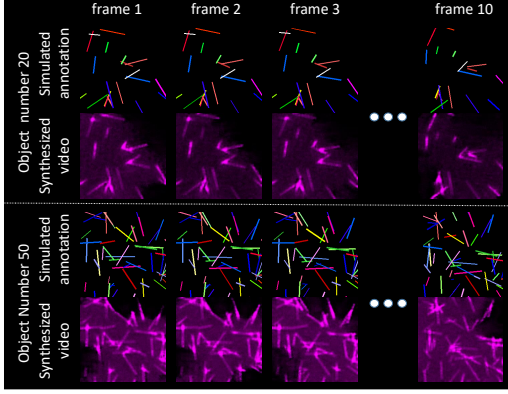 frame 1 frame 2 frame 3 frame 10
Object number 20
Simulated
annotation
Synthesized
video
Object Number 50
Simulated
annotation
Synthesized
video